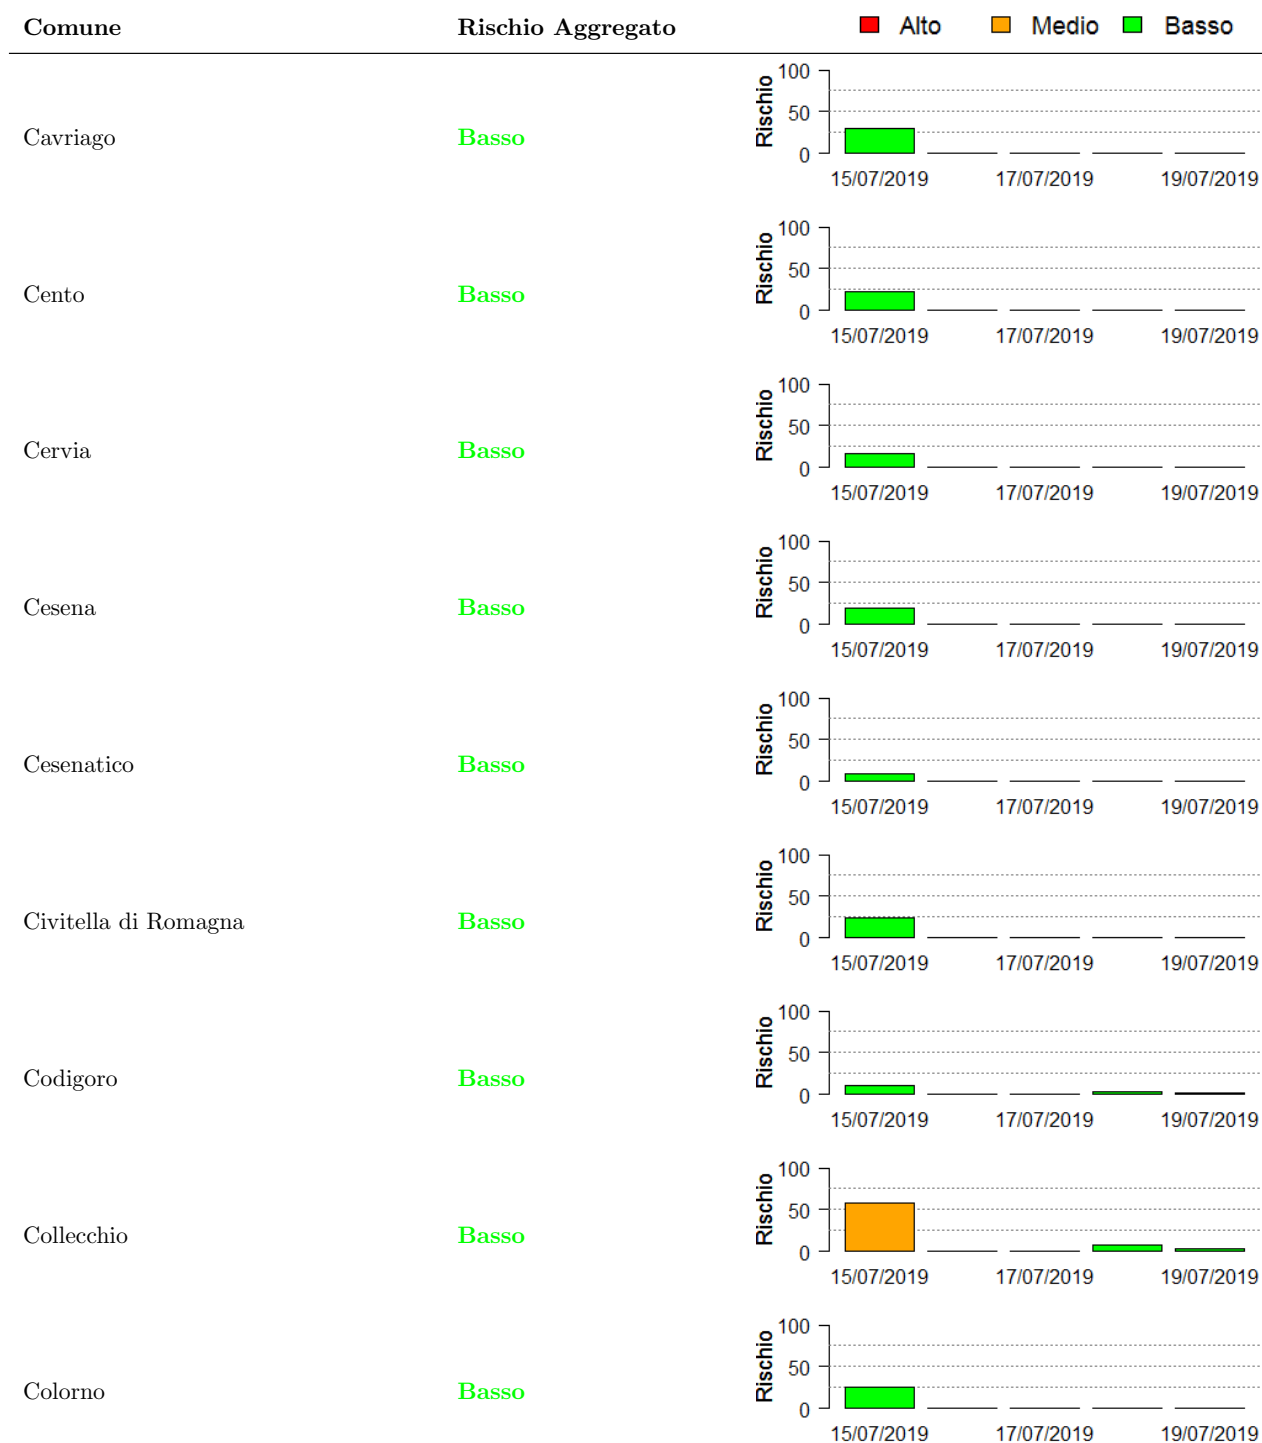 Comune Rischio Aggregato Alto Medio Basso
Cavriago Basso Rischio 100 50 0
15/07/2019 17/07/2019 19/07/2019
Cento Basso Rischio 100 50 0
15/07/2019 17/07/2019 19/07/2019
Cervia Basso Rischio 100 50 0
15/07/2019 17/07/2019 19/07/2019
Cesena Basso Rischio 100 50 0
15/07/2019 17/07/2019 19/07/2019
Cesenatico Basso Rischio 100 50 0
15/07/2019 17/07/2019 19/07/2019
Civitella di Romagna Basso Rischio 100 50 0
15/07/2019 17/07/2019 19/07/2019
Codigoro Basso Rischio 100 50 0
15/07/2019 17/07/2019 19/07/2019
Collecchio Basso Rischio 100 50 0
15/07/2019 17/07/2019 19/07/2019
Colorno Basso Rischio 100 50 0
15/07/2019 17/07/2019 19/07/2019